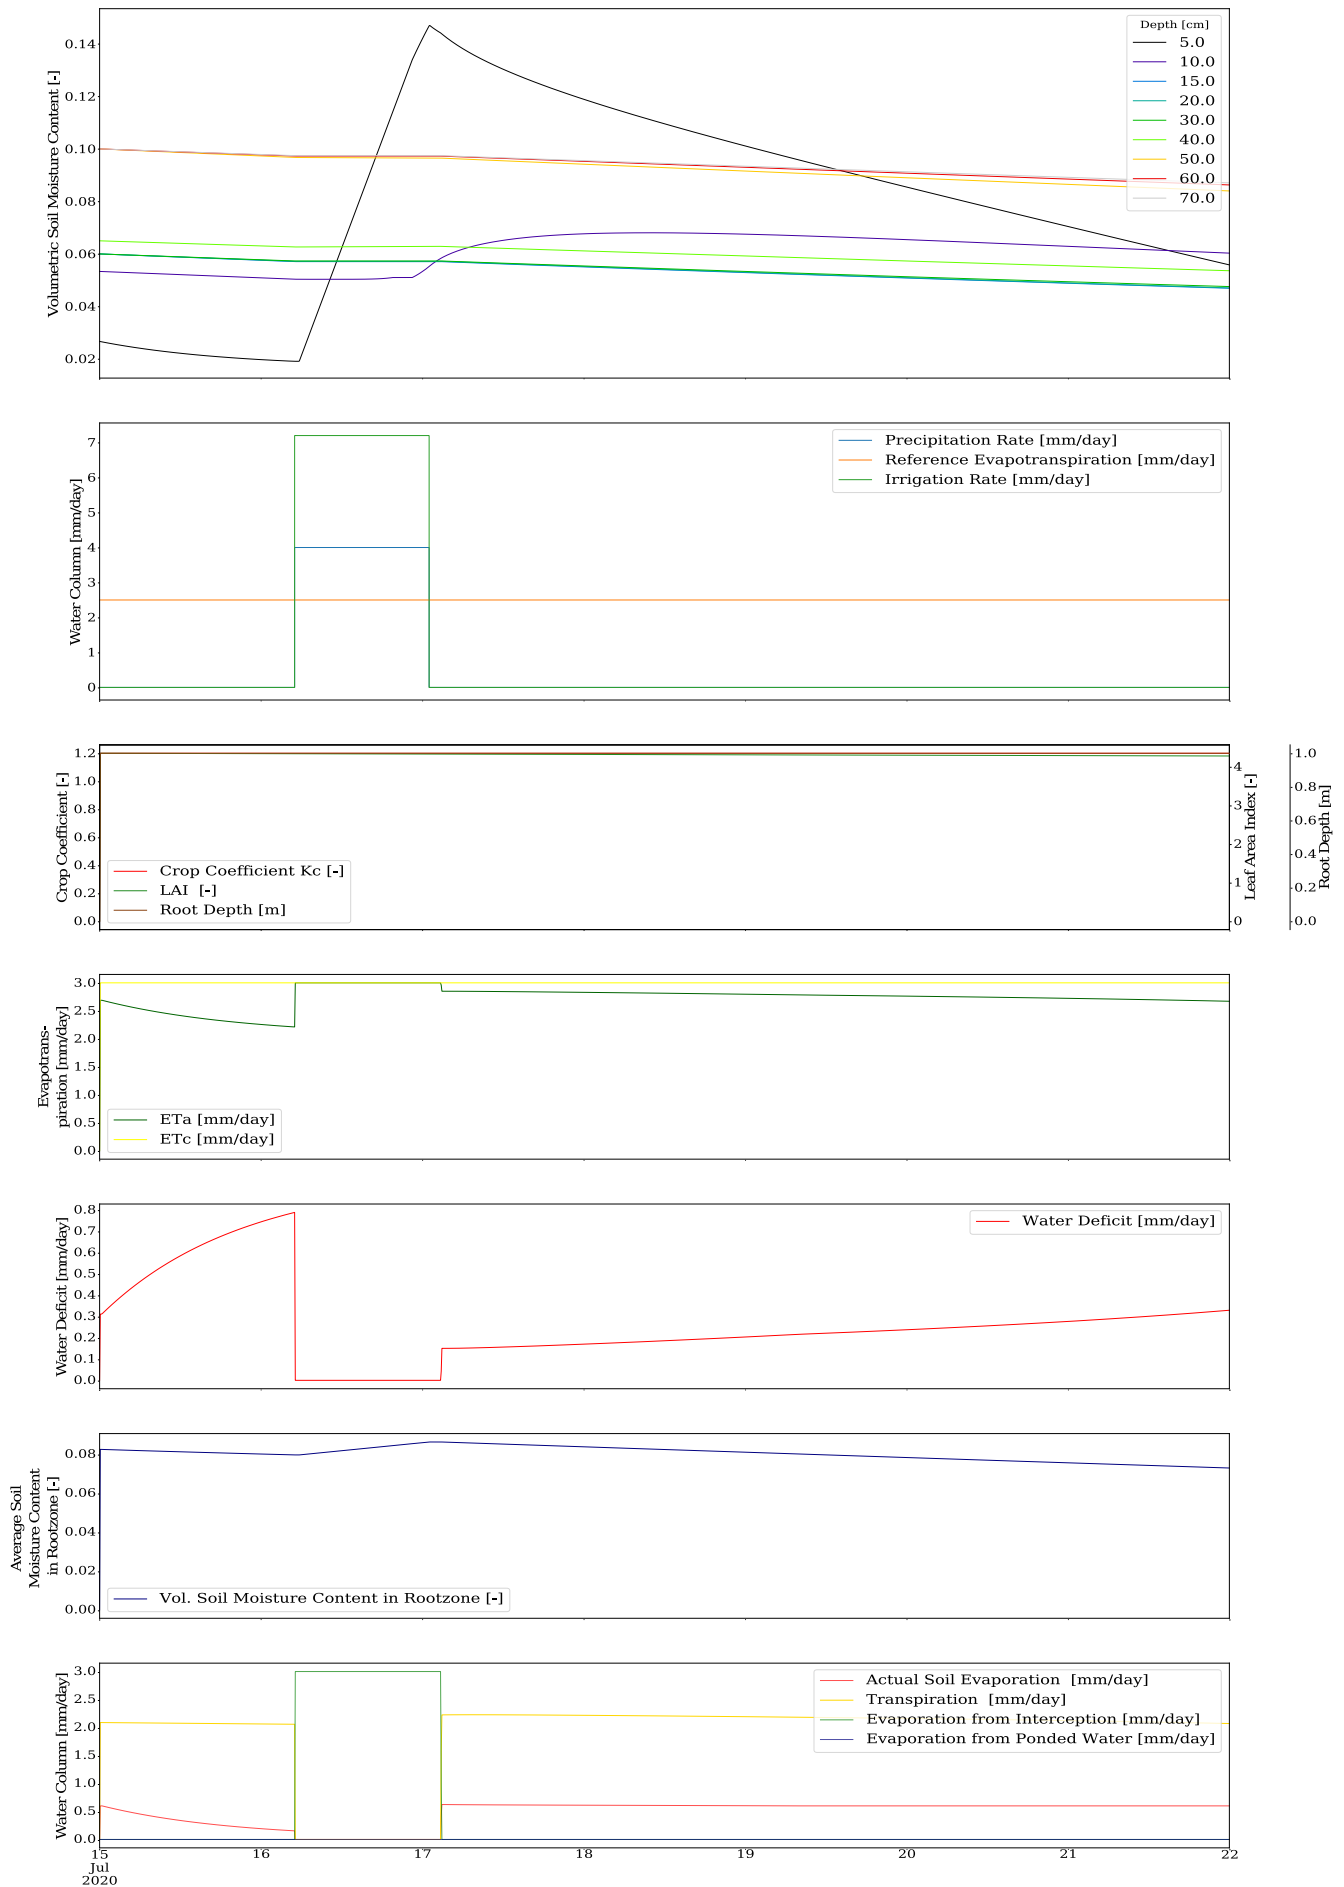 Volumetric Soil Moisture Content [-]
0.14
0.12
0.10
0.08
0.06
0.04
0.02
Depth [cm]
5.0
10.0
15.0
20.0
30.0
40.0
50.0
60.0
70.0
Water Column [mm/day]
7
6
5
4
3
2
1
0
Precipitation Rate [mm/day]
Reference Evapotranspiration [mm/day]
Irrigation Rate [mm/day]
Crop Coefficient [-]
1.2
1.0
0.8
0.6
0.4
0.2
0.0
Crop Coefficient Kc [-]
LAI [-]
Root Depth [m]
4
3
2
1
0
Leaf Area Index [-]
1.0
0.8
0.6
0.4
0.2
0.0
Root Depth [m]
Evapotrans-
piration [mm/day]
3.0
2.5
2.0
1.5
1.0
0.5
0.0
ETa [mm/day]
ETc [mm/day]
Water Deficit [mm/day]
0.8
0.7
0.6
0.5
0.4
0.3
0.2
0.1
0.0
Water Deficit [mm/day]
Average Soil
Moisture Content
in Rootzone [-]
0.08
0.06
0.04
0.02
0.00
Vol. Soil Moisture Content in Rootzone [-]
Water Column [mm/day]
3.0
2.5
2.0
1.5
1.0
0.5
0.0
Actual Soil Evaporation [mm/day]
Transpiration [mm/day]
Evaporation from Interception [mm/day]
Evaporation from Ponded Water [mm/day]
15 16 17 18 19 20 21 22
Jul
2020